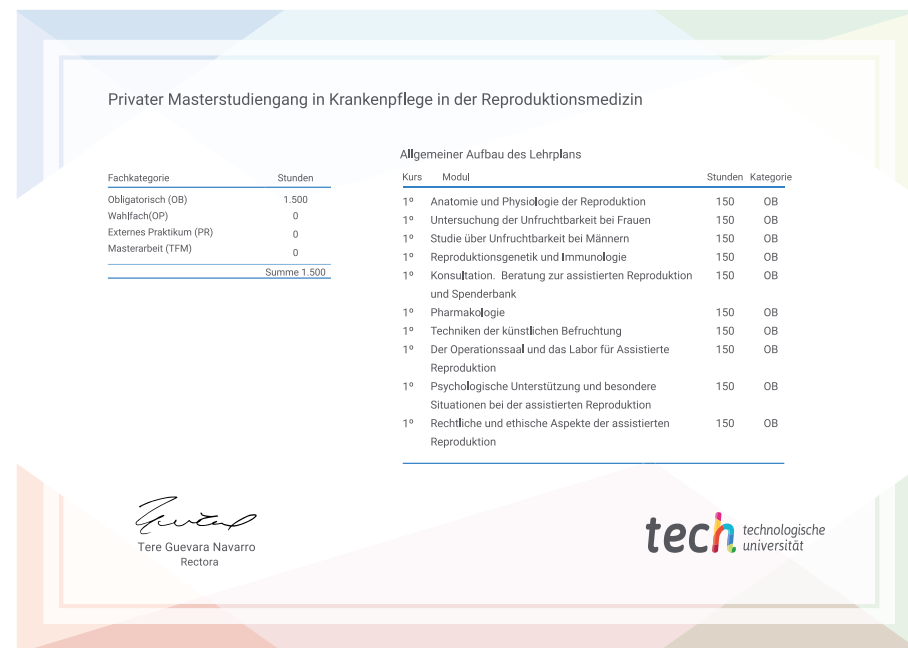 Privater Masterstudiengang in Krankenpflege in der Reproduktionsmedizin
Fachkategorie Stunden
Obligatorisch (OB) 1.500
Wahlfach(OP) 0
Externes Praktikum (PR) 0
Masterarbeit (TFM) 0
Summe 1.500
Allgemeiner Aufbau des Lehrplans
Kurs Modul Stunden Kategorie
1º Anatomie und Physiologie der Reproduktion 150 OB
1º Untersuchung der Unfruchtbarkeit bei Frauen 150 OB
1º Studie über Unfruchtbarkeit bei Männern 150 OB
1º Reproduktionsgenetik und Immunologie 150 OB
1º Konsultation. Beratung zur assistierten Reproduktion 150 OB
und Spenderbank
1º Pharmakologie 150 OB
1º Techniken der künstlichen Befruchtung 150 OB
1º Der Operationssaal und das Labor für Assistierte 150 OB
Reproduktion
1º Psychologische Unterstützung und besondere 150 OB
Situationen bei der assistierten Reproduktion
1º Rechtliche und ethische Aspekte der assistierten 150 OB
Reproduktion
Tere Guevara Navarro
Rectora
tech technologische
universität